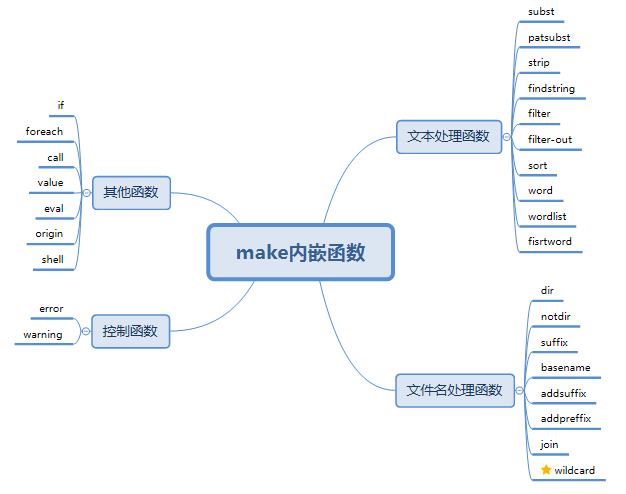 make内嵌函数
文本处理函数
subst
patsubst
strip
findstring
filter
filter-out
sort
word
wordlist
fisrtword
文件名处理函数
dir
notdir
suffix
basename
addsuffix
addpreffix
join
wildcard
其他函数
if
foreach
call
value
eval
origin
shell
控制函数
error
warning